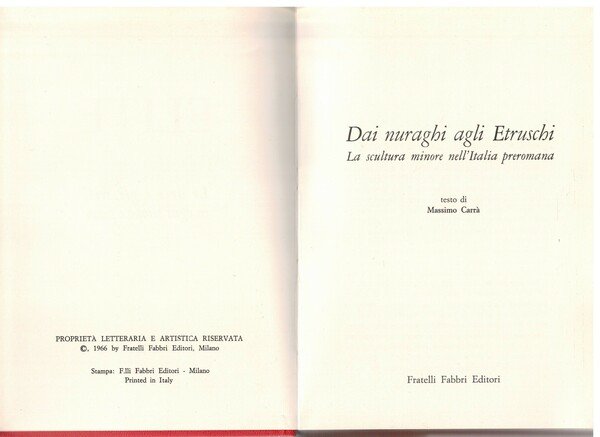 PROPRIETÀ LETTERARIA E ARTISTICA RISERVATA
©. 1966 by Fratelli Fabbri Editori, Milano
Stampa: F.lli Fabbri Editori - Milano
Printed in Italy
Dai nuraghi agli Etruschi
La scultura minore nell'Italia preromana
testo di
Massimo Carrà
Fratelli Fabbri Editori